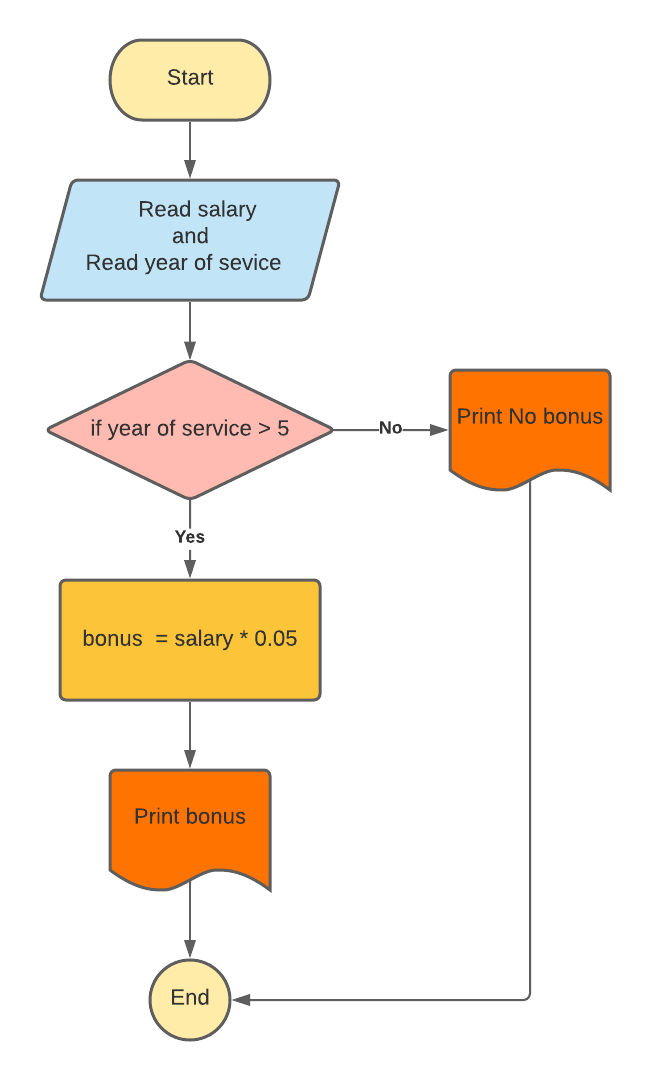 Start
Read salary
and
Read year of sevice
if year of service > 5
No
Print No bonus
Yes
bonus  = salary * 0.05
Print bonus
End